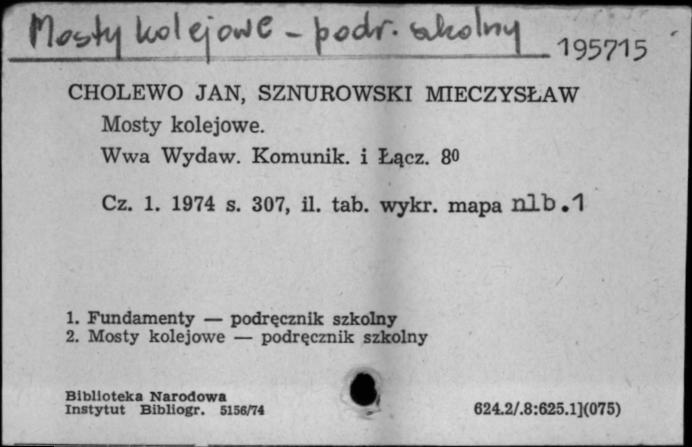 Mosty kolejowe - podr. szkolny
195715
CHOLEWO JAN, SZNUROWSKI MIECZYSŁAW
Mosty kolejowe.
Wwa Wydaw. Komunik. i Łącz. 8⁰
Cz. 1. 1974 s. 307, il. tab. wykr. mapa nlb.1
1. Fundamenty — podręcznik szkolny
2. Mosty kolejowe — podręcznik szkolny
Biblioteka Narodowa
Instytut Bibliogr. 5156/74
624.2/.8:625.1](075)